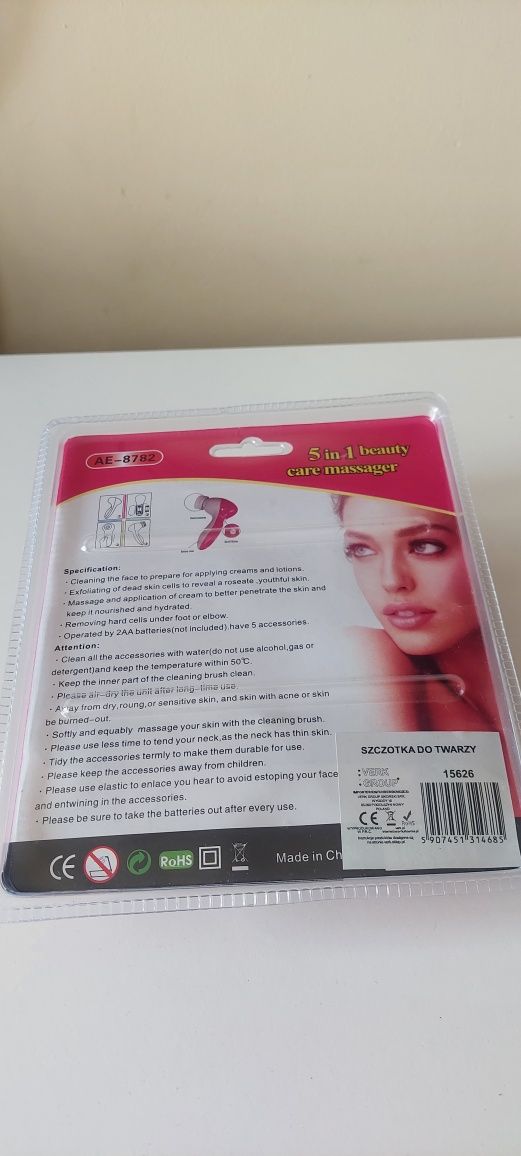 AE-8782
5 in 1 beauty
care massager
Specification:
· Cleaning the face to prepare for applying creams and lotions.
· Exfoliating of dead skin cells to reveal a roseate ,youthful skin.
· Massage and application of cream to better penetrate the skin and
keep it nourished and hydrated.
· Removing hard cells under foot or elbow.
· Operated by 2AA batteries(not included),have 5 accessories.
Attention:
· Clean all the accessories with water(do not use alcohol,gas or
detergent)and keep the temperature within 50℃.
· Keep the inner part of the cleaning brush clean.
· Please air-dry the unit after long-time use.
· Away from dry,roung,or sensitive skin, and skin with acne or skin
be burned-out.
· Softly and equably massage your skin with the cleaning brush.
· Please use less time to tend your neck,as the neck has thin skin.
· Tidy the accessories termly to make them durable for use.
· Please keep the accessories away from children.
· Please use elastic to enlace you hear to avoid estoping your face
and entwining in the accessories.
· Please be sure to take the batteries out after every use.
CE
RoHS
Made in Ch
SZCZOTKA DO TWARZY
VERK
GROUP
15626
CE
RoHS
5 907451 314685